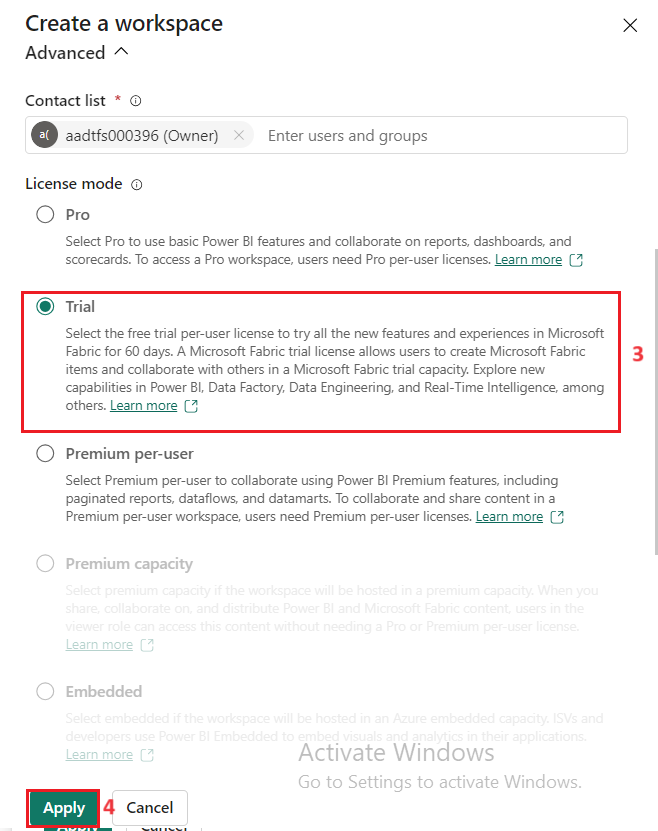 Create a workspace
Advanced
Contact list *
a( aadtfs000396 (Owner) Enter users and groups
License mode
Pro
Select Pro to use basic Power BI features and collaborate on reports, dashboards, and
scorecards. To access a Pro workspace, users need Pro per-user licenses. Learn more
Trial
Select the free trial per-user license to try all the new features and experiences in Microsoft
Fabric for 60 days. A Microsoft Fabric trial license allows users to create Microsoft Fabric
items and collaborate with others in a Microsoft Fabric trial capacity. Explore new
capabilities in Power BI, Data Factory, Data Engineering, and Real-Time Intelligence, among
others. Learn more
3
Premium per-user
Select Premium per-user to collaborate using Power BI Premium features, including
paginated reports, dataflows, and datamarts. To collaborate and share content in a
Premium per-user workspace, users need Premium per-user licenses. Learn more
Premium capacity
Select premium capacity if the workspace will be hosted in a premium capacity. When you
share, collaborate on, and distribute Power BI and Microsoft Fabric content, users in the
viewer role can access this content without needing a Pro or Premium per-user license.
Learn more
Embedded
Select embedded if the workspace will be hosted in an Azure embedded capacity. ISVs and
developers use Power BI Embedded to embed visuals and analytics in their applications.
Learn more
Activate Windows
Go to Settings to activate Windows.
Apply 4 Cancel
Apply Cancel